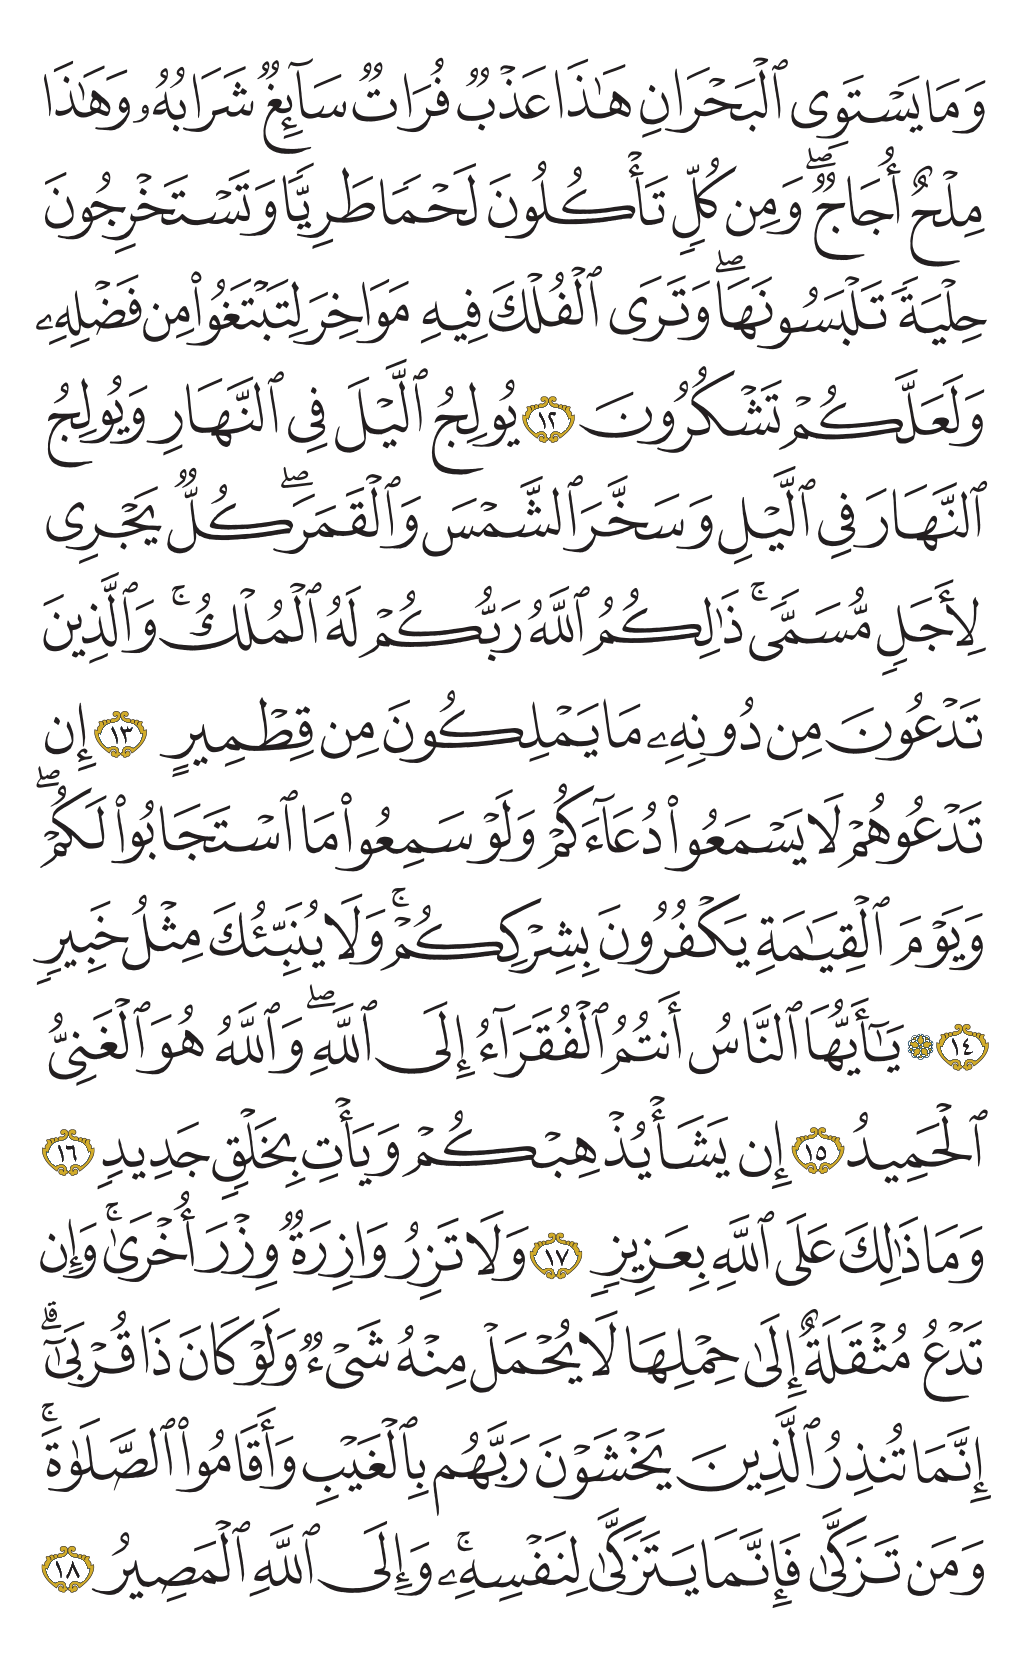 وَمَا يَسْتَوِى ٱلْبَحْرَانِ هَـٰذَا عَذْبٌ فُرَاتٌ سَآئِغٌ شَرَابُهُۥ وَهَـٰذَا
مِلْحٌ أُجَاجٌ ۖ وَمِن كُلٍّ تَأْكُلُونَ لَحْمًا طَرِيًّا وَتَسْتَخْرِجُونَ
حِلْيَةً تَلْبَسُونَهَا ۖ وَتَرَى ٱلْفُلْكَ فِيهِ مَوَاخِرَ لِتَبْتَغُوا۟ مِن فَضْلِهِۦ
وَلَعَلَّكُمْ تَشْكُرُونَ ١٢ يُولِجُ ٱلَّيْلَ فِى ٱلنَّهَارِ وَيُولِجُ
ٱلنَّهَارَ فِى ٱلَّيْلِ وَسَخَّرَ ٱلشَّمْسَ وَٱلْقَمَرَ ۖ كُلٌّ يَجْرِى
لِأَجَلٍ مُّسَمًّى ۚ ذَٰلِكُمُ ٱللَّهُ رَبُّكُمْ لَهُ ٱلْمُلْكُ ۚ وَٱلَّذِينَ
تَدْعُونَ مِن دُونِهِۦ مَا يَمْلِكُونَ مِن قِطْمِيرٍ ١٣ إِن
تَدْعُوهُمْ لَا يَسْمَعُوا۟ دُعَآءَكُمْ وَلَوْ سَمِعُوا۟ مَا ٱسْتَجَابُوا۟ لَكُمْ ۖ
وَيَوْمَ ٱلْقِيَـٰمَةِ يَكْفُرُونَ بِشِرْكِكُمْ ۚ وَلَا يُنَبِّئُكَ مِثْلُ خَبِيرٍ
١٤ ۞ يَـٰٓأَيُّهَا ٱلنَّاسُ أَنتُمُ ٱلْفُقَرَآءُ إِلَى ٱللَّهِ ۖ وَٱللَّهُ هُوَ ٱلْغَنِىُّ
ٱلْحَمِيدُ ١٥ إِن يَشَأْ يُذْهِبْكُمْ وَيَأْتِ بِخَلْقٍ جَدِيدٍ ١٦
وَمَا ذَٰلِكَ عَلَى ٱللَّهِ بِعَزِيزٍ ١٧ وَلَا تَزِرُ وَازِرَةٌ وِزْرَ أُخْرَىٰ ۚ وَإِن
تَدْعُ مُثْقَلَةٌ إِلَىٰ حِمْلِهَا لَا يُحْمَلْ مِنْهُ شَىْءٌ وَلَوْ كَانَ ذَا قُرْبَىٰٓ ۗ
إِنَّمَا تُنذِرُ ٱلَّذِينَ يَخْشَوْنَ رَبَّهُم بِٱلْغَيْبِ وَأَقَامُوا۟ ٱلصَّلَوٰةَ ۚ
وَمَن تَزَكَّىٰ فَإِنَّمَا يَتَزَكَّىٰ لِنَفْسِهِۦ ۚ وَإِلَى ٱللَّهِ ٱلْمَصِيرُ ١٨